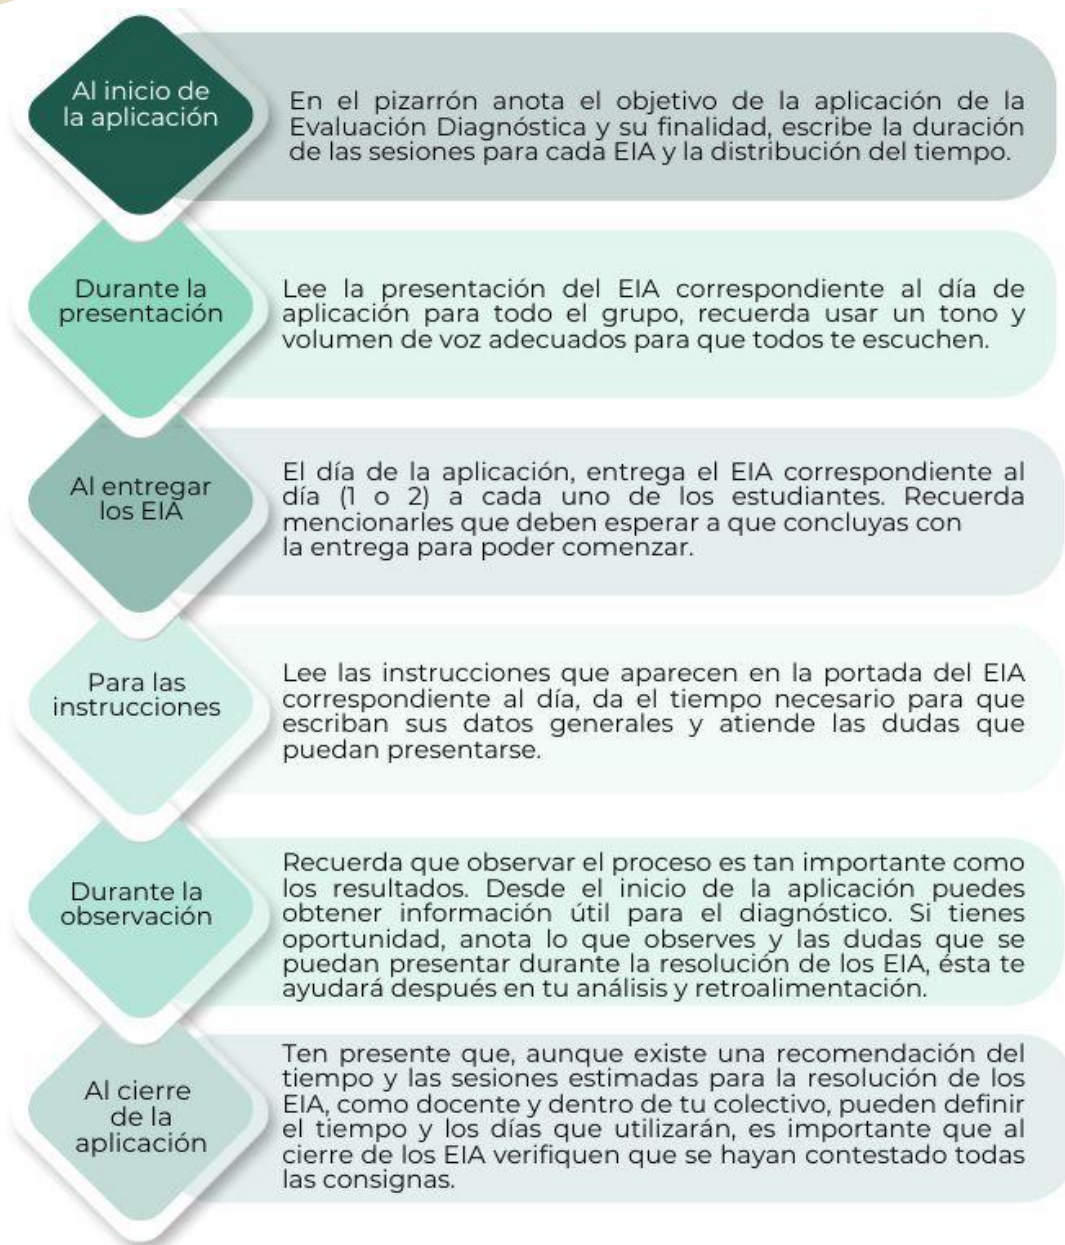 Al inicio de
la aplicación
En el pizarrón anota el objetivo de la aplicación de la
Evaluación Diagnóstica y su finalidad, escribe la duración
de las sesiones para cada EIA y la distribución del tiempo.
Durante la
presentación
Lee la presentación del EIA correspondiente al día de
aplicación para todo el grupo, recuerda usar un tono y
volumen de voz adecuados para que todos te escuchen.
Al entregar
los EIA
El día de la aplicación, entrega el EIA correspondiente al
día (1 o 2) a cada uno de los estudiantes. Recuerda
mencionarles que deben esperar a que concluyas con
la entrega para poder comenzar.
Para las
instrucciones
Lee las instrucciones que aparecen en la portada del EIA
correspondiente al día, da el tiempo necesario para que
escriban sus datos generales y atiende las dudas que
puedan presentarse.
Durante la
observación
Recuerda que observar el proceso es tan importante como
los resultados. Desde el inicio de la aplicación puedes
obtener información útil para el diagnóstico. Si tienes
oportunidad, anota lo que observes y las dudas que se
puedan presentar durante la resolución de los EIA, ésta te
ayudará después en tu análisis y retroalimentación.
Al cierre
de la
aplicación
Ten presente que, aunque existe una recomendación del
tiempo y las sesiones estimadas para la resolución de los
EIA, como docente y dentro de tu colectivo, pueden definir
el tiempo y los días que utilizarán, es importante que al
cierre de los EIA verifiquen que se hayan contestado todas
las consignas.